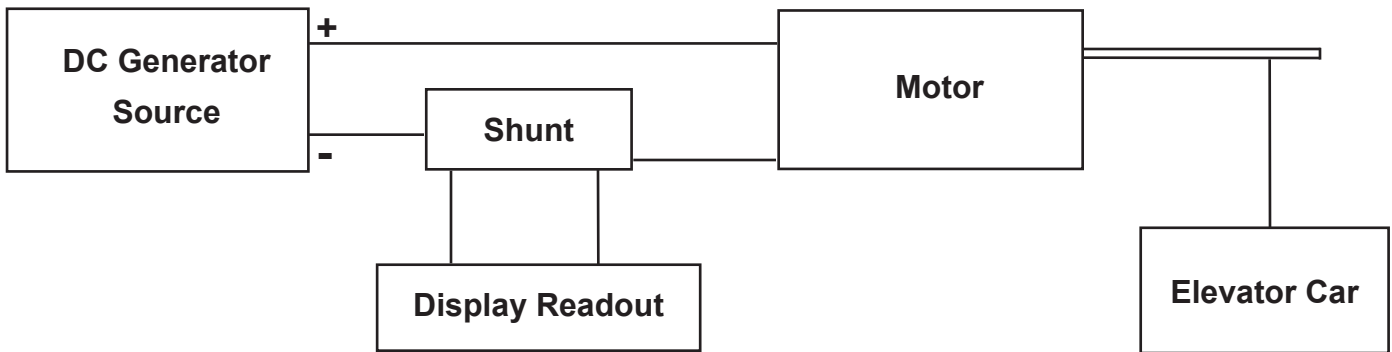 DC Generator
Source
+
-
Shunt
Motor
Display Readout
Elevator Car